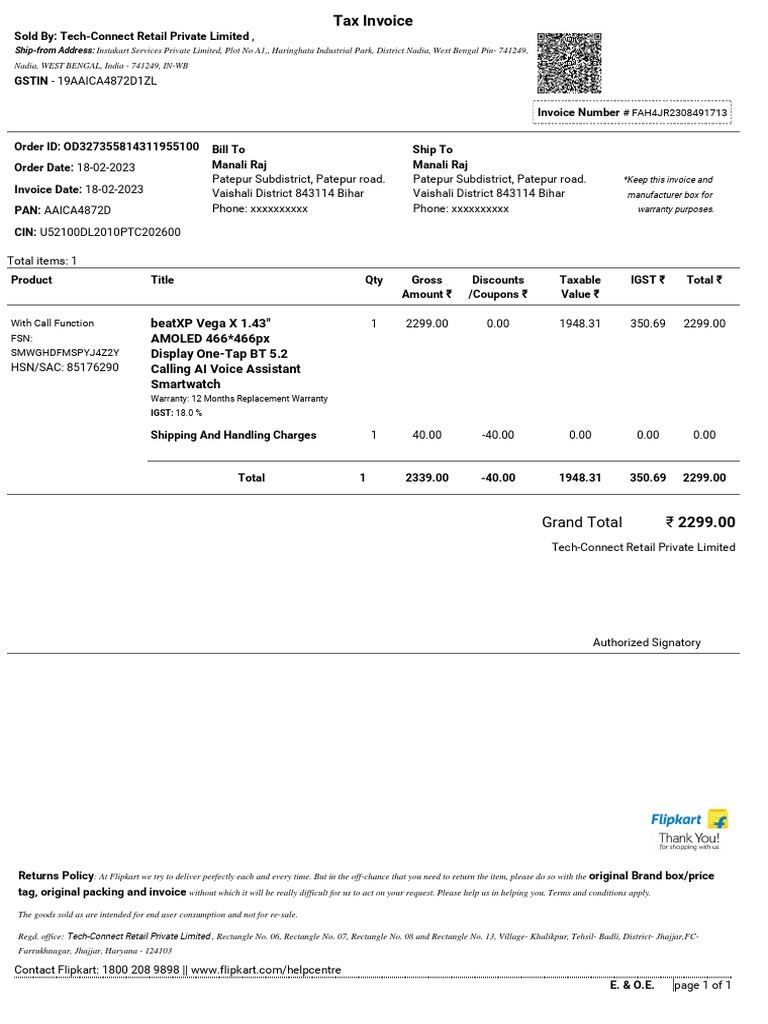 Tax Invoice
Sold By: Tech-Connect Retail Private Limited ,
Ship-from Address: Instakart Services Private Limited, Plot No A1,, Haringhata Industrial Park, District Nadia, West Bengal Pin- 741249,
Nadia, WEST BENGAL, India - 741249, IN-WB
GSTIN - 19AAICA4872D1ZL
Invoice Number # FAH4JR2308491713
Order ID: OD327355814311955100
Order Date: 18-02-2023
Invoice Date: 18-02-2023
PAN: AAICA4872D
CIN: U52100DL2010PTC202600
Bill To
Manali Raj
Patepur Subdistrict, Patepur road.
Vaishali District 843114 Bihar
Phone: xxxxxxxxxx
Ship To
Manali Raj
Patepur Subdistrict, Patepur road.
Vaishali District 843114 Bihar
Phone: xxxxxxxxxx
*Keep this invoice and
manufacturer box for
warranty purposes.
Total items: 1
Product Title Qty Gross Amount ₹ Discounts /Coupons ₹ Taxable Value ₹ IGST ₹ Total ₹
With Call Function
FSN:
SMWGHDFMSPYJ4Z2Y
HSN/SAC: 85176290
beatXP Vega X 1.43"
AMOLED 466*466px
Display One-Tap BT 5.2
Calling AI Voice Assistant
Smartwatch
Warranty: 12 Months Replacement Warranty
IGST: 18.0 %
1 2299.00 0.00 1948.31 350.69 2299.00
Shipping And Handling Charges 1 40.00 -40.00 0.00 0.00 0.00
Total 1 2339.00 -40.00 1948.31 350.69 2299.00
Grand Total ₹ 2299.00
Tech-Connect Retail Private Limited
Authorized Signatory
Flipkart
Thank You!
for shopping with us
Returns Policy: At Flipkart we try to deliver perfectly each and every time. But in the off-chance that you need to return the item, please do so with the original Brand box/price
tag, original packing and invoice without which it will be really difficult for us to act on your request. Please help us in helping you. Terms and conditions apply.
The goods sold as are intended for end user consumption and not for re-sale.
Regd. office: Tech-Connect Retail Private Limited , Rectangle No. 06, Rectangle No. 07, Rectangle No. 08 and Rectangle No. 13, Village- Khalikpur, Tehsil- Badli, District- Jhajjar,FC-
Farrukhnagar, Jhajjar, Haryana - 124103
Contact Flipkart: 1800 208 9898 || www.flipkart.com/helpcentre
E. & O.E. page 1 of 1